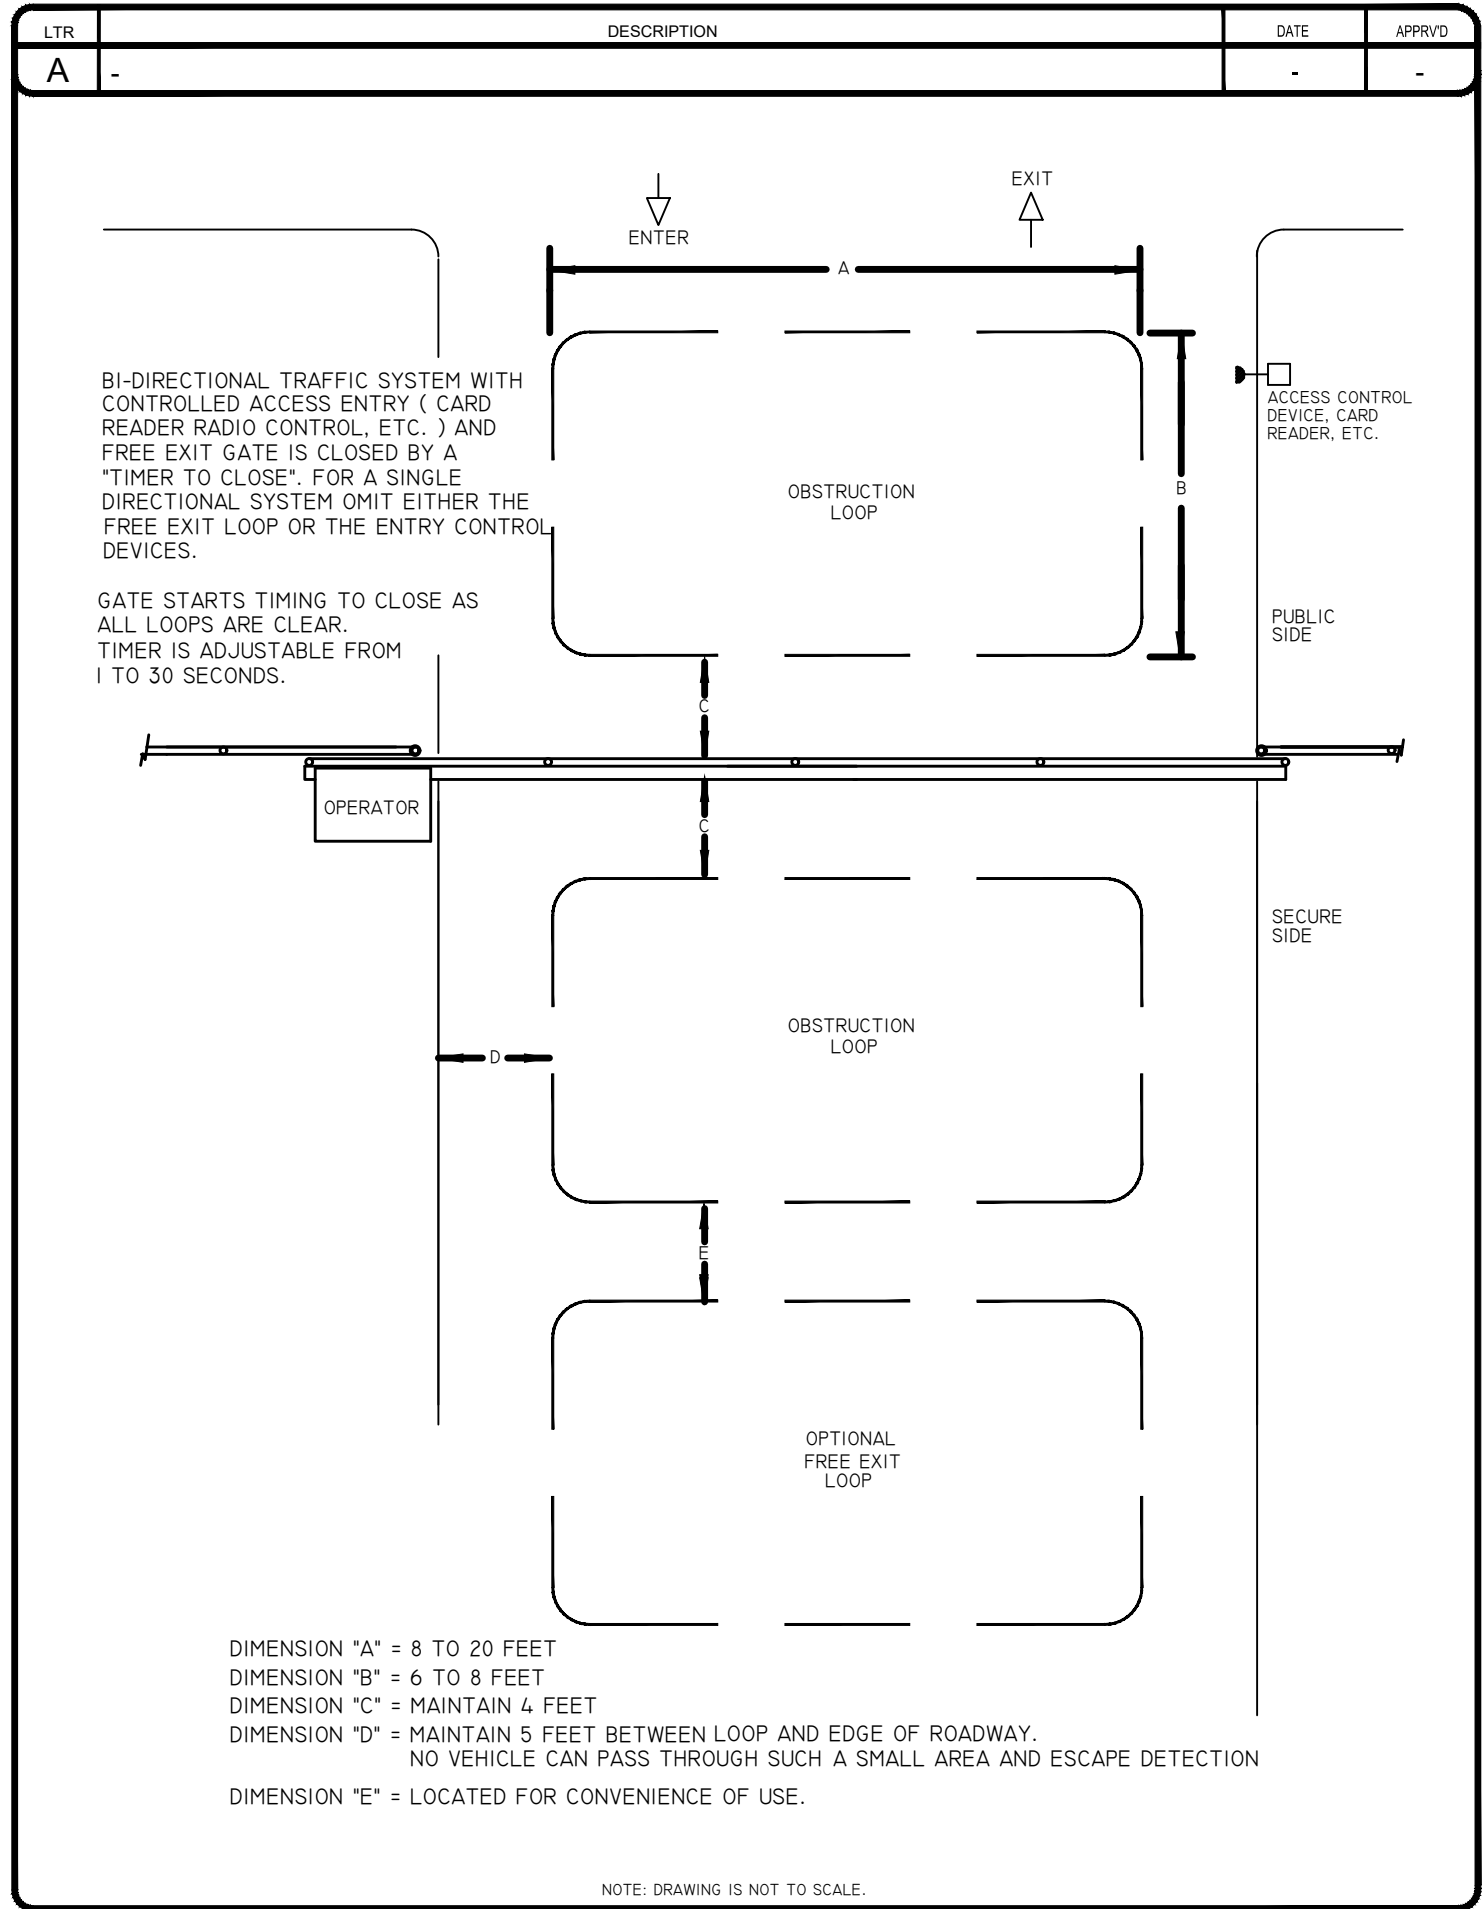 LTR DESCRIPTION DATE APPRV'D
A - - -
EXIT
ENTER
A
BI-DIRECTIONAL TRAFFIC SYSTEM WITH
CONTROLLED ACCESS ENTRY ( CARD
READER RADIO CONTROL, ETC. ) AND
FREE EXIT GATE IS CLOSED BY A
"TIMER TO CLOSE". FOR A SINGLE
DIRECTIONAL SYSTEM OMIT EITHER THE
FREE EXIT LOOP OR THE ENTRY CONTROL
DEVICES.
GATE STARTS TIMING TO CLOSE AS
ALL LOOPS ARE CLEAR.
TIMER IS ADJUSTABLE FROM
1 TO 30 SECONDS.
OBSTRUCTION
LOOP
B
ACCESS CONTROL
DEVICE, CARD
READER, ETC.
PUBLIC
SIDE
C
OPERATOR
C
SECURE
SIDE
OBSTRUCTION
LOOP
D
E
OPTIONAL
FREE EXIT
LOOP
DIMENSION "A" = 8 TO 20 FEET
DIMENSION "B" = 6 TO 8 FEET
DIMENSION "C" = MAINTAIN 4 FEET
DIMENSION "D" = MAINTAIN 5 FEET BETWEEN LOOP AND EDGE OF ROADWAY.
NO VEHICLE CAN PASS THROUGH SUCH A SMALL AREA AND ESCAPE DETECTION
DIMENSION "E" = LOCATED FOR CONVENIENCE OF USE.
NOTE: DRAWING IS NOT TO SCALE.